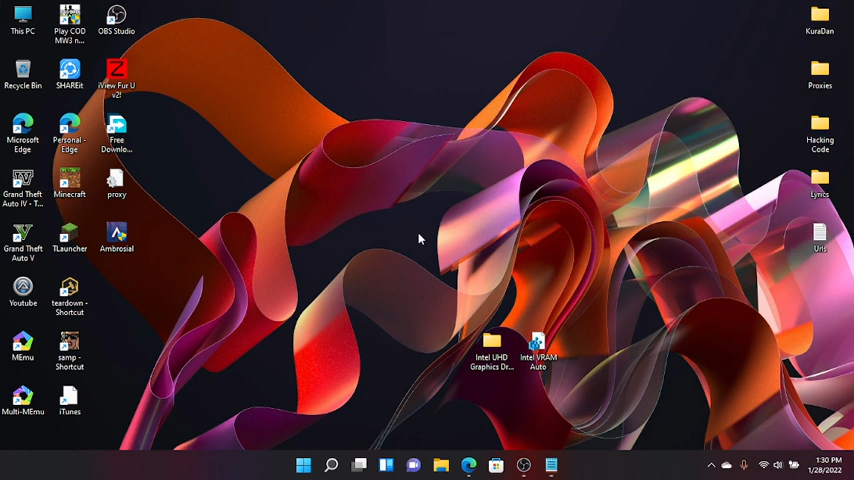 This PC
Play COD
MW3 n...
OBS Studio
Recycle Bin
SHAREit
iView Fur U
v2!
Microsoft
Edge
Personal -
Edge
Free
Downlo...
Grand Theft
Auto IV - T...
Minecraft
proxy
Grand Theft
Auto V
TLauncher
Ambrosial
Youtube
teardown -
Shortcut
MEmu
samp -
Shortcut
Multi-MEmu
iTunes
Intel UHD
Graphics Dr...
Intel VRAM
Auto
KuraDan
Proxies
Hacking
Code
Lyrics
Urls
1:30 PM
1/28/2022